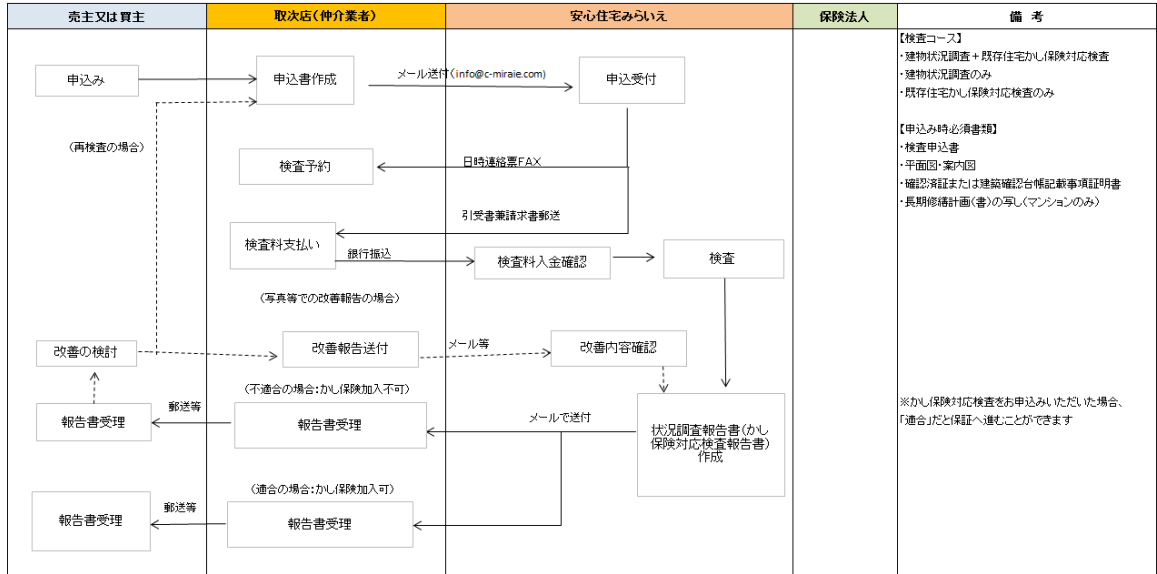 売主又は買主
取次店(仲介業者)
安心住宅みらいえ
保険法人
備 考
申込み
申込書作成
メール送付(info@c-miraie.com)
申込受付
(再検査の場合)
検査予約
日時連絡票FAX
引受書兼請求書郵送
検査料支払い
銀行振込
検査料入金確認
検査
(写真等での改善報告の場合)
改善の検討
改善報告送付
メール等
改善内容確認
(不適合の場合:かし保険加入不可)
報告書受理
郵送等
報告書受理
メールで送付
状況調査報告書(かし
保険対応検査報告書)
作成
(適合の場合:かし保険加入可)
報告書受理
郵送等
報告書受理
【検査コース】
・建物状況調査+既存住宅かし保険対応検査
・建物状況調査のみ
・既存住宅かし保険対応検査のみ
【申込み時必須書類】
・検査申込書
・平面図・案内図
・確認済証または建築確認台帳記載事項証明書
・長期修繕計画(書)の写し(マンションのみ)
※かし保険対応検査をお申込みいただいた場合、
「適合」だと保証へ進むことができます